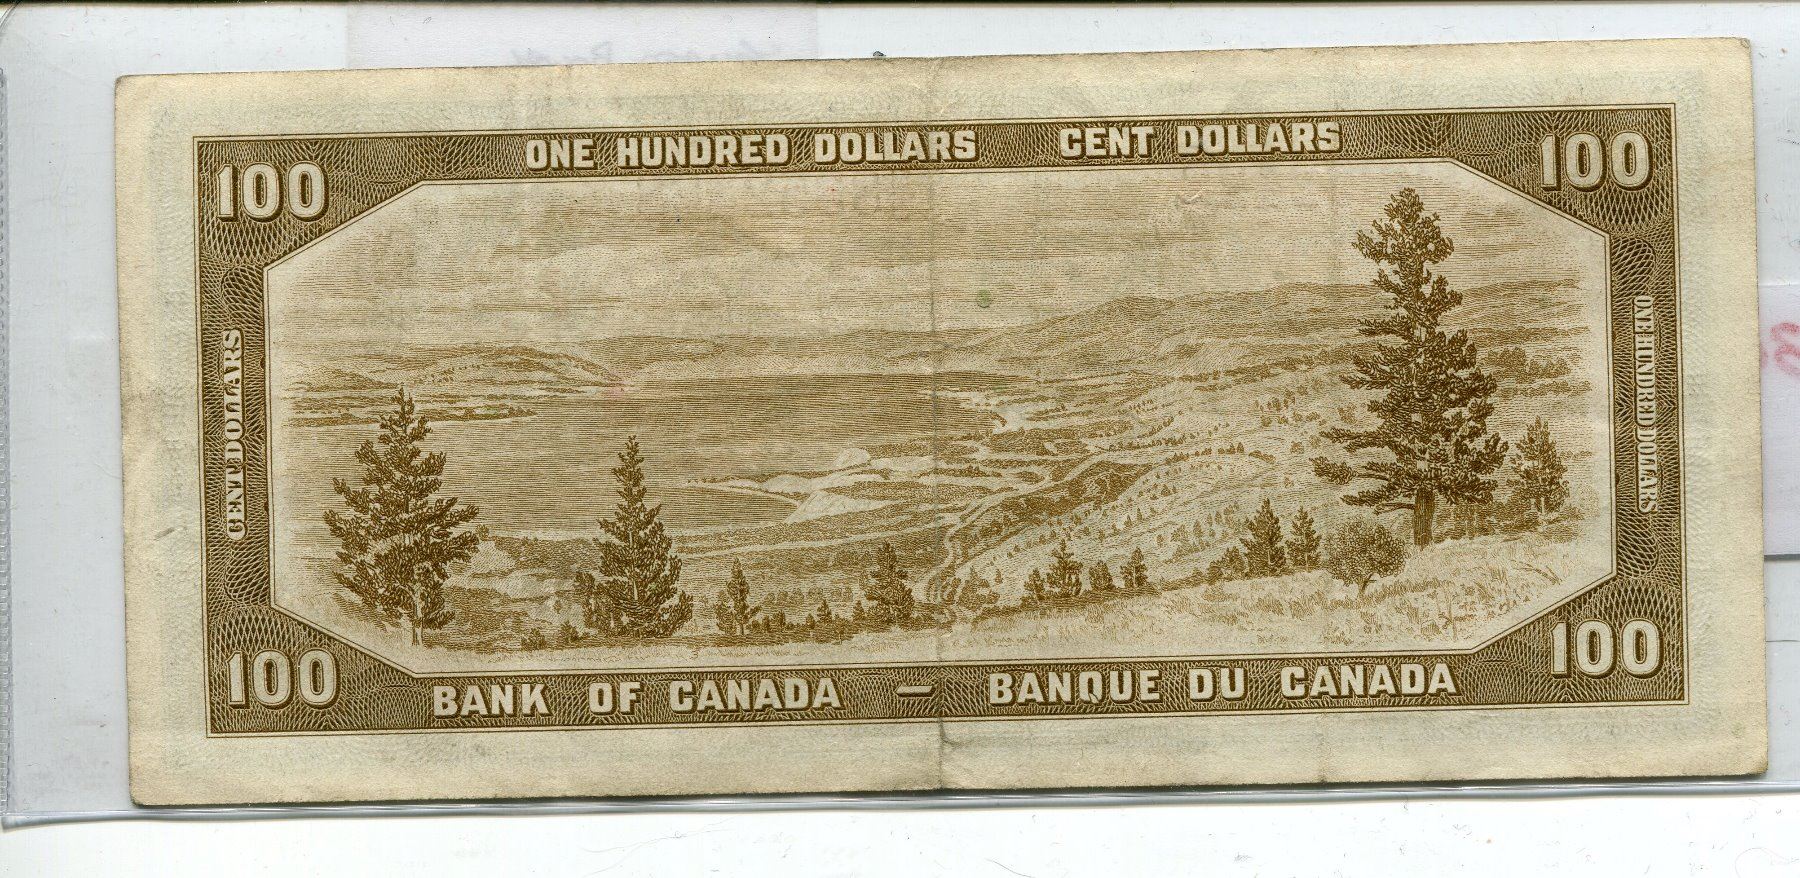 ONE HUNDRED DOLLARS CENT DOLLARS
100
100
CENT DOLLARS
ONE HUNDRED DOLLARS
100
100
BANK OF CANADA — BANQUE DU CANADA